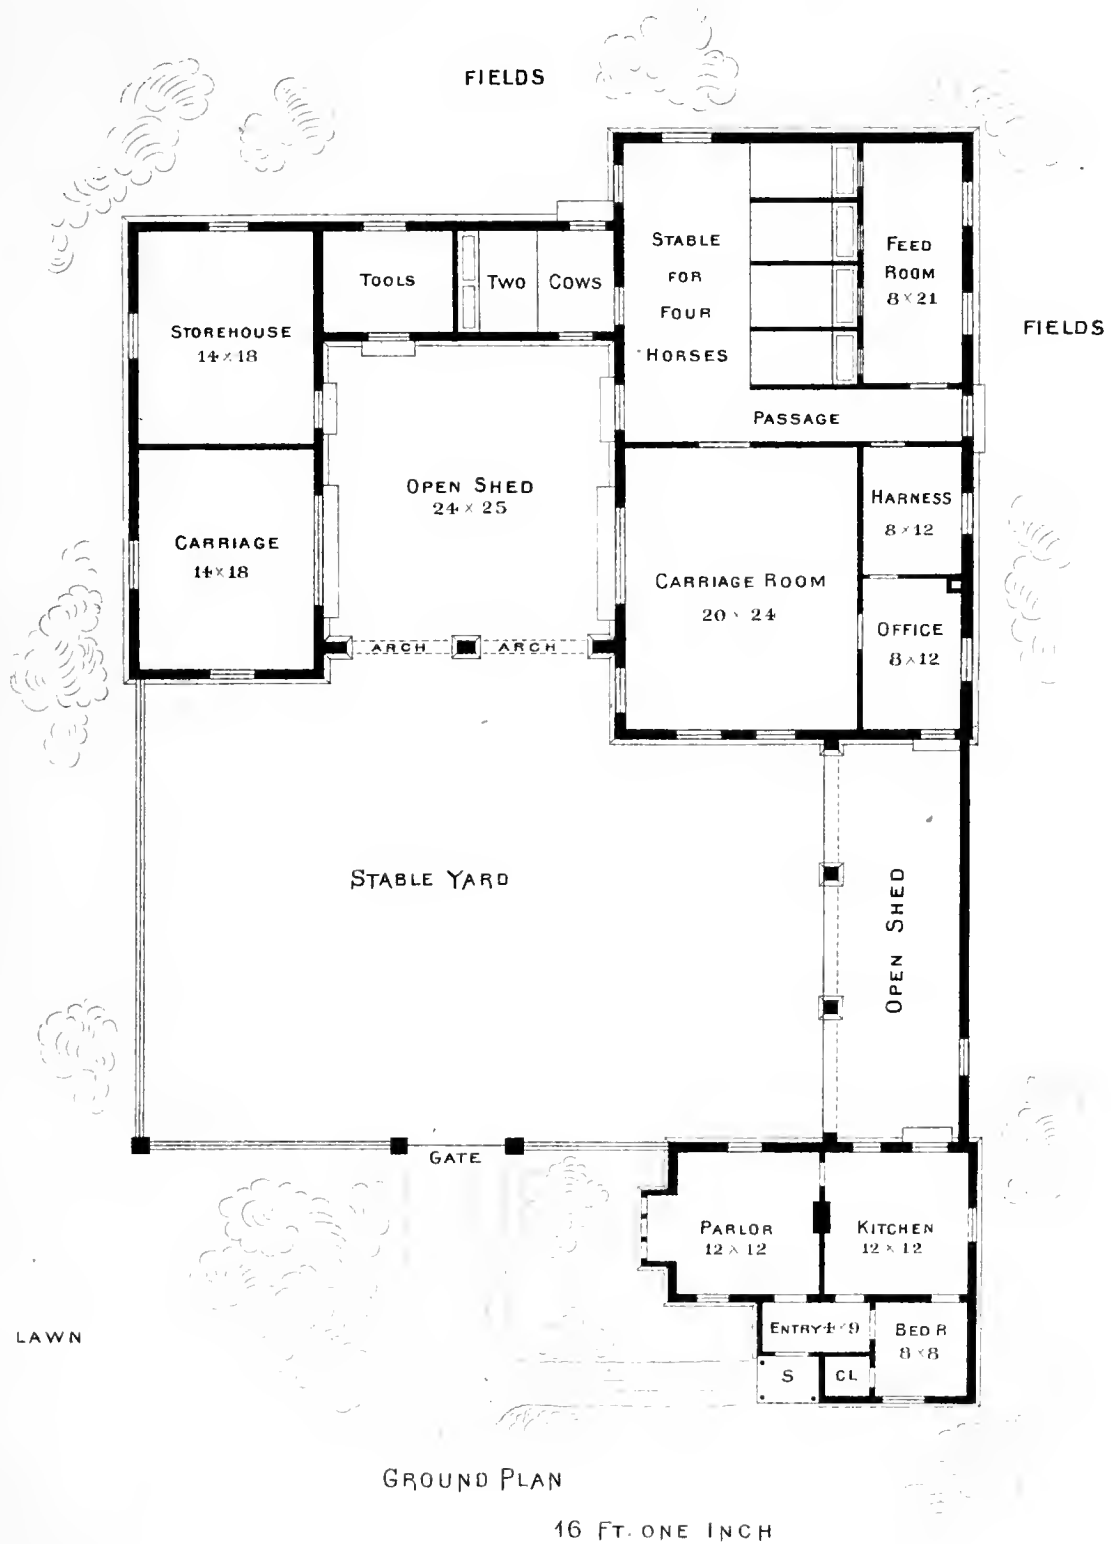 FIELDS
STABLE
FOR
FOUR
HORSES
FEED
ROOM
8×21
TOOLS
TWO COWS
STOREHOUSE
14×18
FIELDS
PASSAGE
OPEN SHED
24×25
HARNESS
8×12
CARRIAGE
14×18
CARRIAGE ROOM
20×24
OFFICE
8×12
ARCH
ARCH
STABLE YARD
OPEN SHED
GATE
PARLOR
12×12
KITCHEN
12×12
LAWN
ENTRY 4×9
BED R
8×8
S
CL
GROUND PLAN
16 FT. ONE INCH